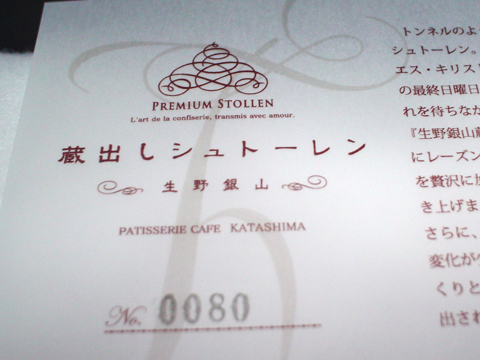 PREMIUM STOLLEN
L'art de la confiserie, transmis avec amour.
蔵出しシュトーレン
生野銀山
PATISSERIE CAFE KATASHIMA
No. 0080
トンネルのよう
シュトーレン。
エス・キリスト
の最終日曜日
れを待ちなが
『生野銀山蔵
にレーズン
を贅沢に加
き上げま
さらに、
変化が
くりと
出され